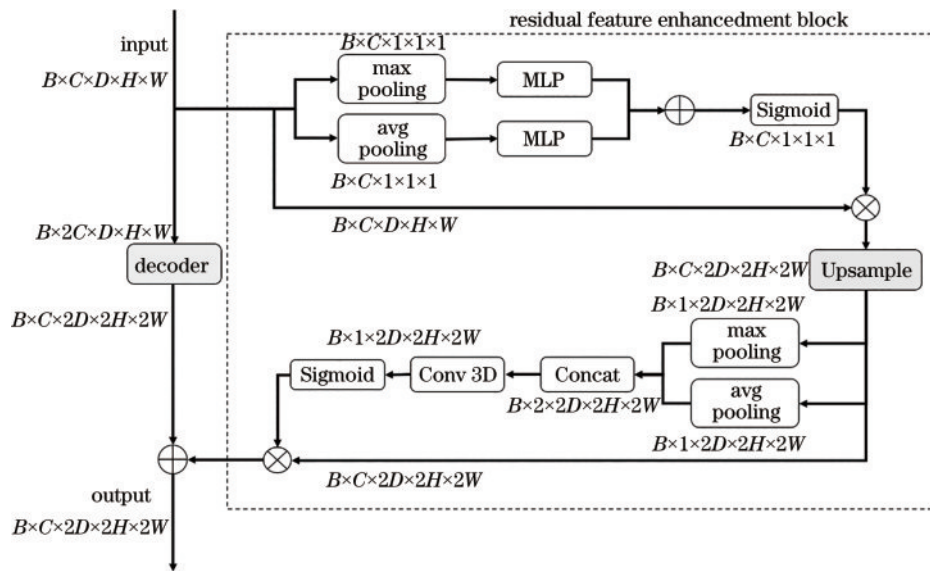 residual feature enhancedment block
input
B×C×D×H×W
B×C×1×1×1
max
pooling
MLP
avg
pooling
MLP
B×C×1×1×1
Sigmoid
B×C×1×1×1
B×C×D×H×W
B×2C×D×H×W
decoder
B×C×2D×2H×2W
Upsample
B×C×2D×2H×2W
B×1×2D×2H×2W
max
pooling
B×1×2D×2H×2W
Sigmoid
Conv 3D
Concat
B×2×2D×2H×2W
avg
pooling
B×1×2D×2H×2W
B×C×2D×2H×2W
output
B×C×2D×2H×2W